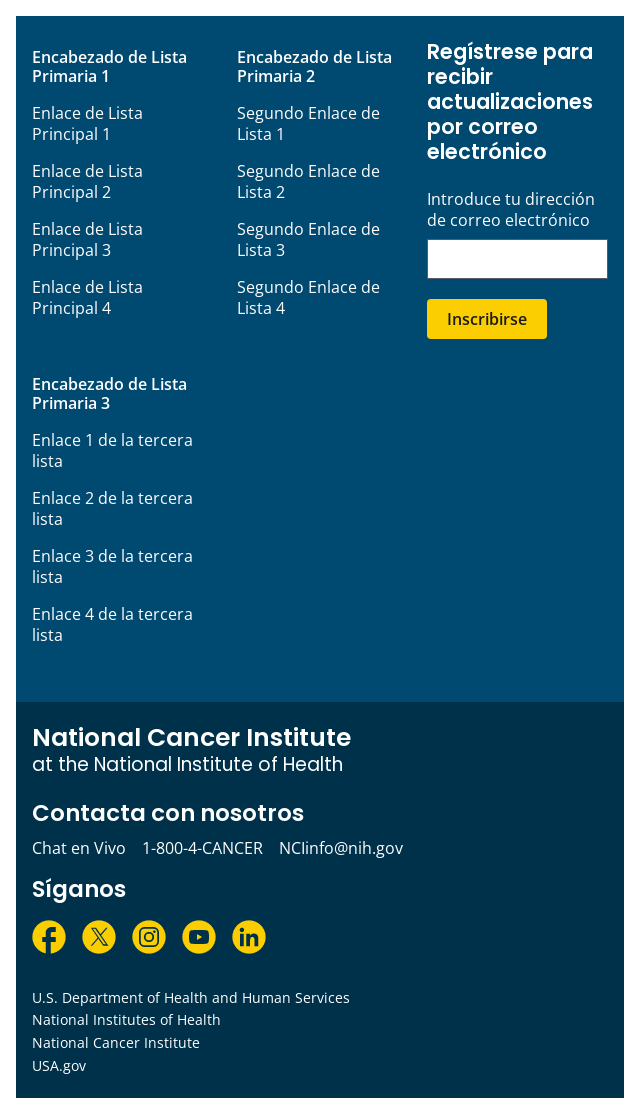 Encabezado de Lista
Primaria 1
Enlace de Lista
Principal 1
Enlace de Lista
Principal 2
Enlace de Lista
Principal 3
Enlace de Lista
Principal 4
Encabezado de Lista
Primaria 2
Segundo Enlace de
Lista 1
Segundo Enlace de
Lista 2
Segundo Enlace de
Lista 3
Segundo Enlace de
Lista 4
Encabezado de Lista
Primaria 3
Enlace 1 de la tercera
lista
Enlace 2 de la tercera
lista
Enlace 3 de la tercera
lista
Enlace 4 de la tercera
lista
Regístrese para
recibir
actualizaciones
por correo
electrónico
Introduce tu dirección
de correo electrónico
Inscribirse
National Cancer Institute
at the National Institute of Health
Contacta con nosotros
Chat en Vivo 1-800-4-CANCER NCIinfo@nih.gov
Síganos
U.S. Department of Health and Human Services
National Institutes of Health
National Cancer Institute
USA.gov